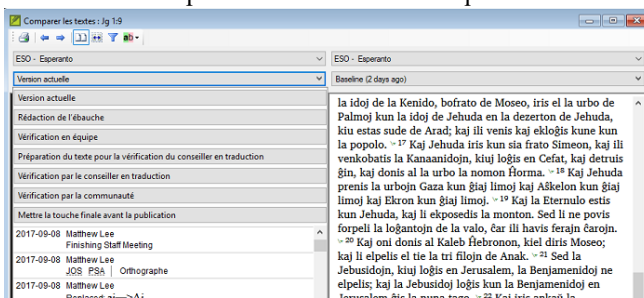 Comparer les textes : Jg 1:9
ESO - Esperanto
Version actuelle
Version actuelle
Rédaction de l'ébauche
Vérification en équipe
Préparation du texte pour la vérification du conseiller en traduction
Vérification par le conseiller en traduction
Vérification par la communauté
Mettre la touche finale avant la publication
2017-09-08 Matthew Lee
Finishing Staff Meeting
2017-09-08 Matthew Lee
JOS PSA | Orthographe
2017-09-08 Matthew Lee
ESO - Esperanto
Baseline (2 days ago)
la idoj de la Kenido, bofrato de Moseo, iris el la urbo de
Palmoj kun la idoj de Jehuda en la dezerton de Jehuda,
kiu estas sude de Arad; kaj ili venis kaj ekloĝis kune kun
la popolo. 17 Kaj Jehuda iris kun sia frato Simeon, kaj ili
venkobatis la Kanaanidojn, kiuj loĝis en Cefat, kaj detruis
ĝin, kaj donis al la urbo la nomon Ĥorma. 18 Kaj Jehuda
prenis la urbojn Gaza kun ĝiaj limoj kaj Aŝkelon kun ĝiaj
limoj kaj Ekron kun ĝiaj limoj. 19 Kaj la Eternulo estis
kun Jehuda, kaj li ekposedis la monton. Sed li ne povis
forpeli la loĝantojn de la valo, ĉar ili havis ferajn ĉarojn.
20 Kaj oni donis al Kaleb Ĥebronon, kiel diris Moseo;
kaj li elpelis el tie la tri filojn de Anak. 21 Sed la
Jebusidojn, kiuj loĝis en Jerusalem, la Benjamenidoj ne
elpelis; kaj la Jebusidoj loĝis kun la Benjamenidoj en